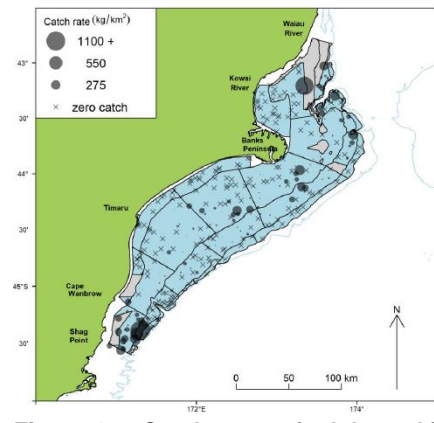 Catch rate (kg/km²)
1100 +
550
275
zero catch
Waiau
River
Kowai
River
Banks
Peninsula
Timaru
Cape
Wanbrow
Shag
Point
43°
30'
44°
30'
45°S
30'
172°E
174°
N
0 50 100 km